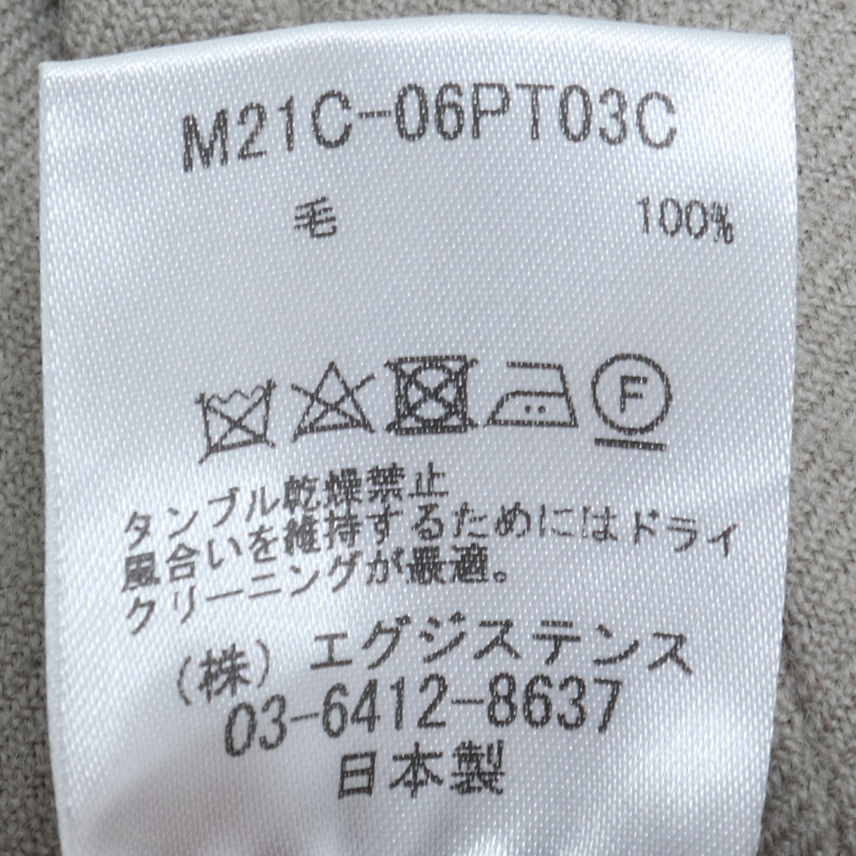 M21C-06PT03C
毛 100%
F
タンブル乾燥禁止
風合いを維持するためにはドライ
クリーニングが最適。
(株) エグジステンス
03-6412-8637
日本製